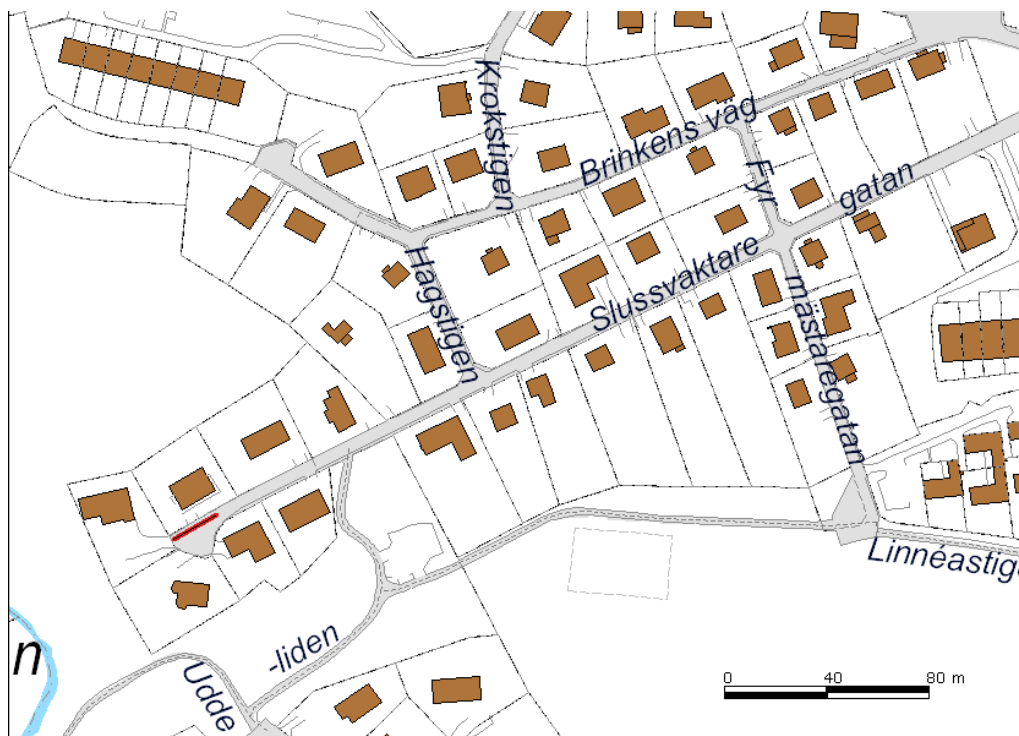 Krokstigen
Brinkens väg
Fyr
gatan
Hagstigen
Slussvaktare
mästaregatan
Linnéastig
-liden
n
Udde
0 40 80 m